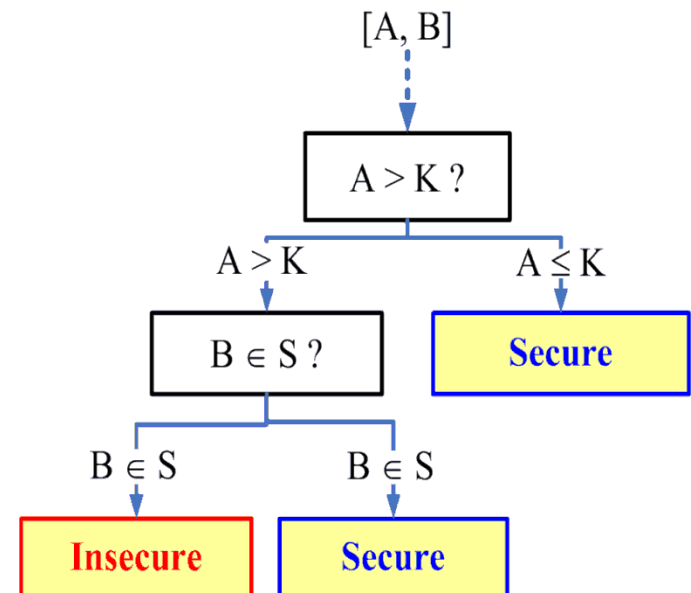 [A, B]
A > K ?
A > K
A ≤ K
B ∈ S ?
Secure
B ∈ S
B ∈ S
Insecure
Secure